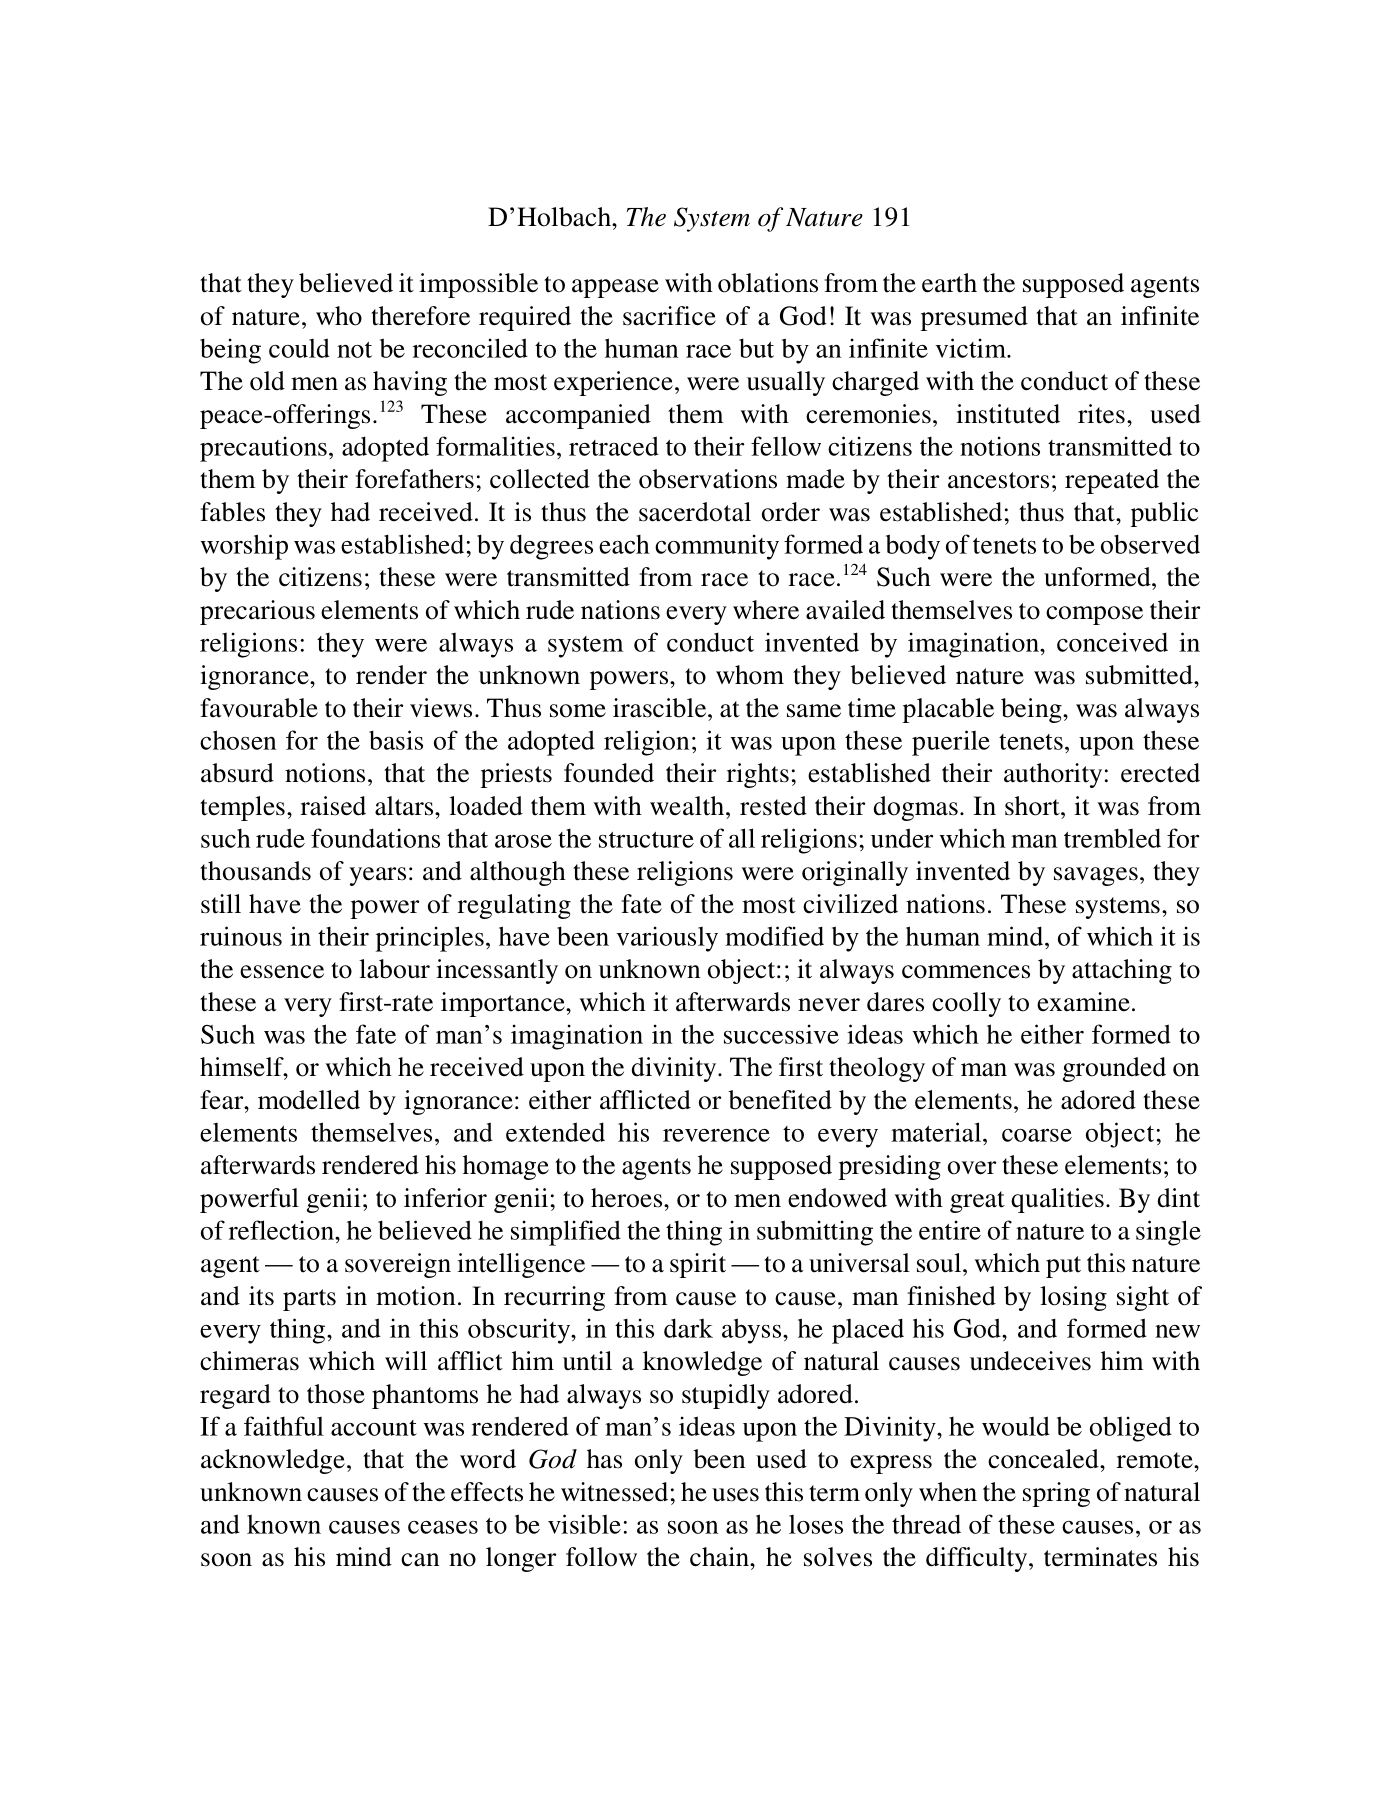 D’Holbach, The System of Nature 191
that they believed it impossible to appease with oblations from the earth the supposed agents
of nature, who therefore required the sacrifice of a God! It was presumed that an infinite
being could not be reconciled to the human race but by an infinite victim.
The old men as having the most experience, were usually charged with the conduct of these
peace-offerings.123 These accompanied them with ceremonies, instituted rites, used
precautions, adopted formalities, retraced to their fellow citizens the notions transmitted to
them by their forefathers; collected the observations made by their ancestors; repeated the
fables they had received. It is thus the sacerdotal order was established; thus that, public
worship was established; by degrees each community formed a body of tenets to be observed
by the citizens; these were transmitted from race to race.124 Such were the unformed, the
precarious elements of which rude nations every where availed themselves to compose their
religions: they were always a system of conduct invented by imagination, conceived in
ignorance, to render the unknown powers, to whom they believed nature was submitted,
favourable to their views. Thus some irascible, at the same time placable being, was always
chosen for the basis of the adopted religion; it was upon these puerile tenets, upon these
absurd notions, that the priests founded their rights; established their authority: erected
temples, raised altars, loaded them with wealth, rested their dogmas. In short, it was from
such rude foundations that arose the structure of all religions; under which man trembled for
thousands of years: and although these religions were originally invented by savages, they
still have the power of regulating the fate of the most civilized nations. These systems, so
ruinous in their principles, have been variously modified by the human mind, of which it is
the essence to labour incessantly on unknown object:; it always commences by attaching to
these a very first-rate importance, which it afterwards never dares coolly to examine.
Such was the fate of man’s imagination in the successive ideas which he either formed to
himself, or which he received upon the divinity. The first theology of man was grounded on
fear, modelled by ignorance: either afflicted or benefited by the elements, he adored these
elements themselves, and extended his reverence to every material, coarse object; he
afterwards rendered his homage to the agents he supposed presiding over these elements; to
powerful genii; to inferior genii; to heroes, or to men endowed with great qualities. By dint
of reflection, he believed he simplified the thing in submitting the entire of nature to a single
agent — to a sovereign intelligence — to a spirit — to a universal soul, which put this nature
and its parts in motion. In recurring from cause to cause, man finished by losing sight of
every thing, and in this obscurity, in this dark abyss, he placed his God, and formed new
chimeras which will afflict him until a knowledge of natural causes undeceives him with
regard to those phantoms he had always so stupidly adored.
If a faithful account was rendered of man’s ideas upon the Divinity, he would be obliged to
acknowledge, that the word God has only been used to express the concealed, remote,
unknown causes of the effects he witnessed; he uses this term only when the spring of natural
and known causes ceases to be visible: as soon as he loses the thread of these causes, or as
soon as his mind can no longer follow the chain, he solves the difficulty, terminates his